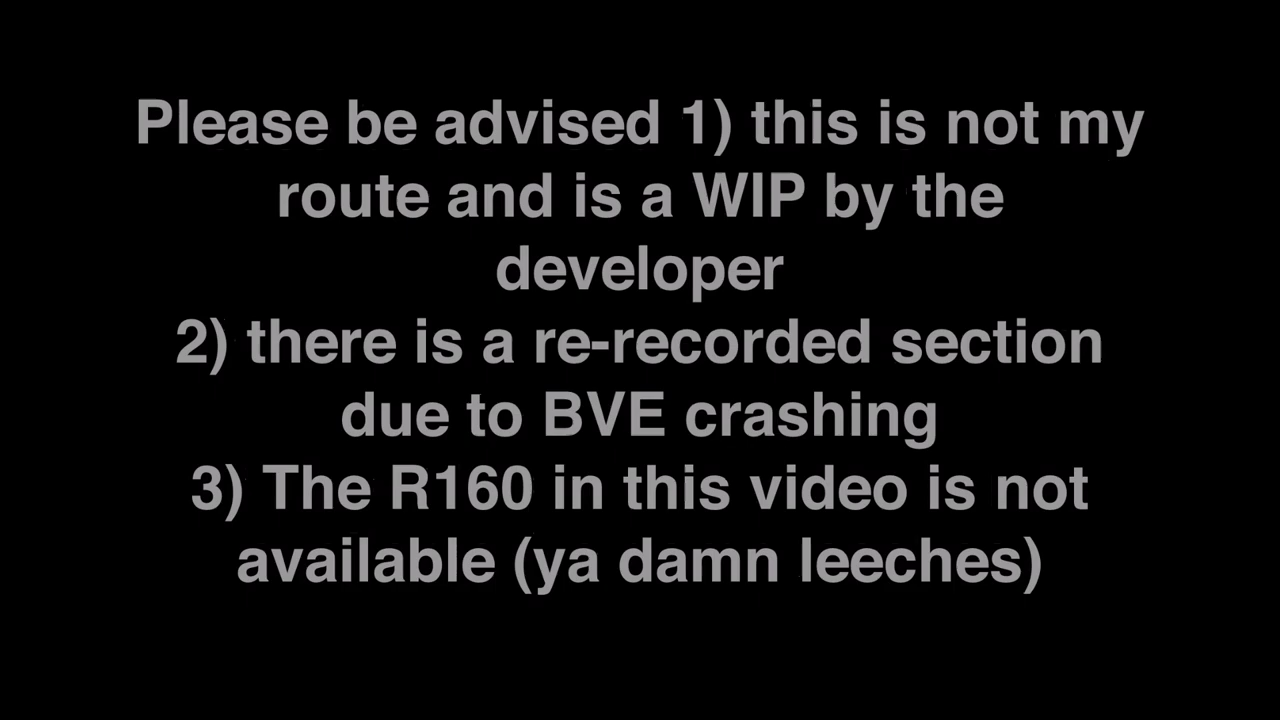 Please be advised 1) this is not my
route and is a WIP by the
developer
2) there is a re-recorded section
due to BVE crashing
3) The R160 in this video is not
available (ya damn leeches)